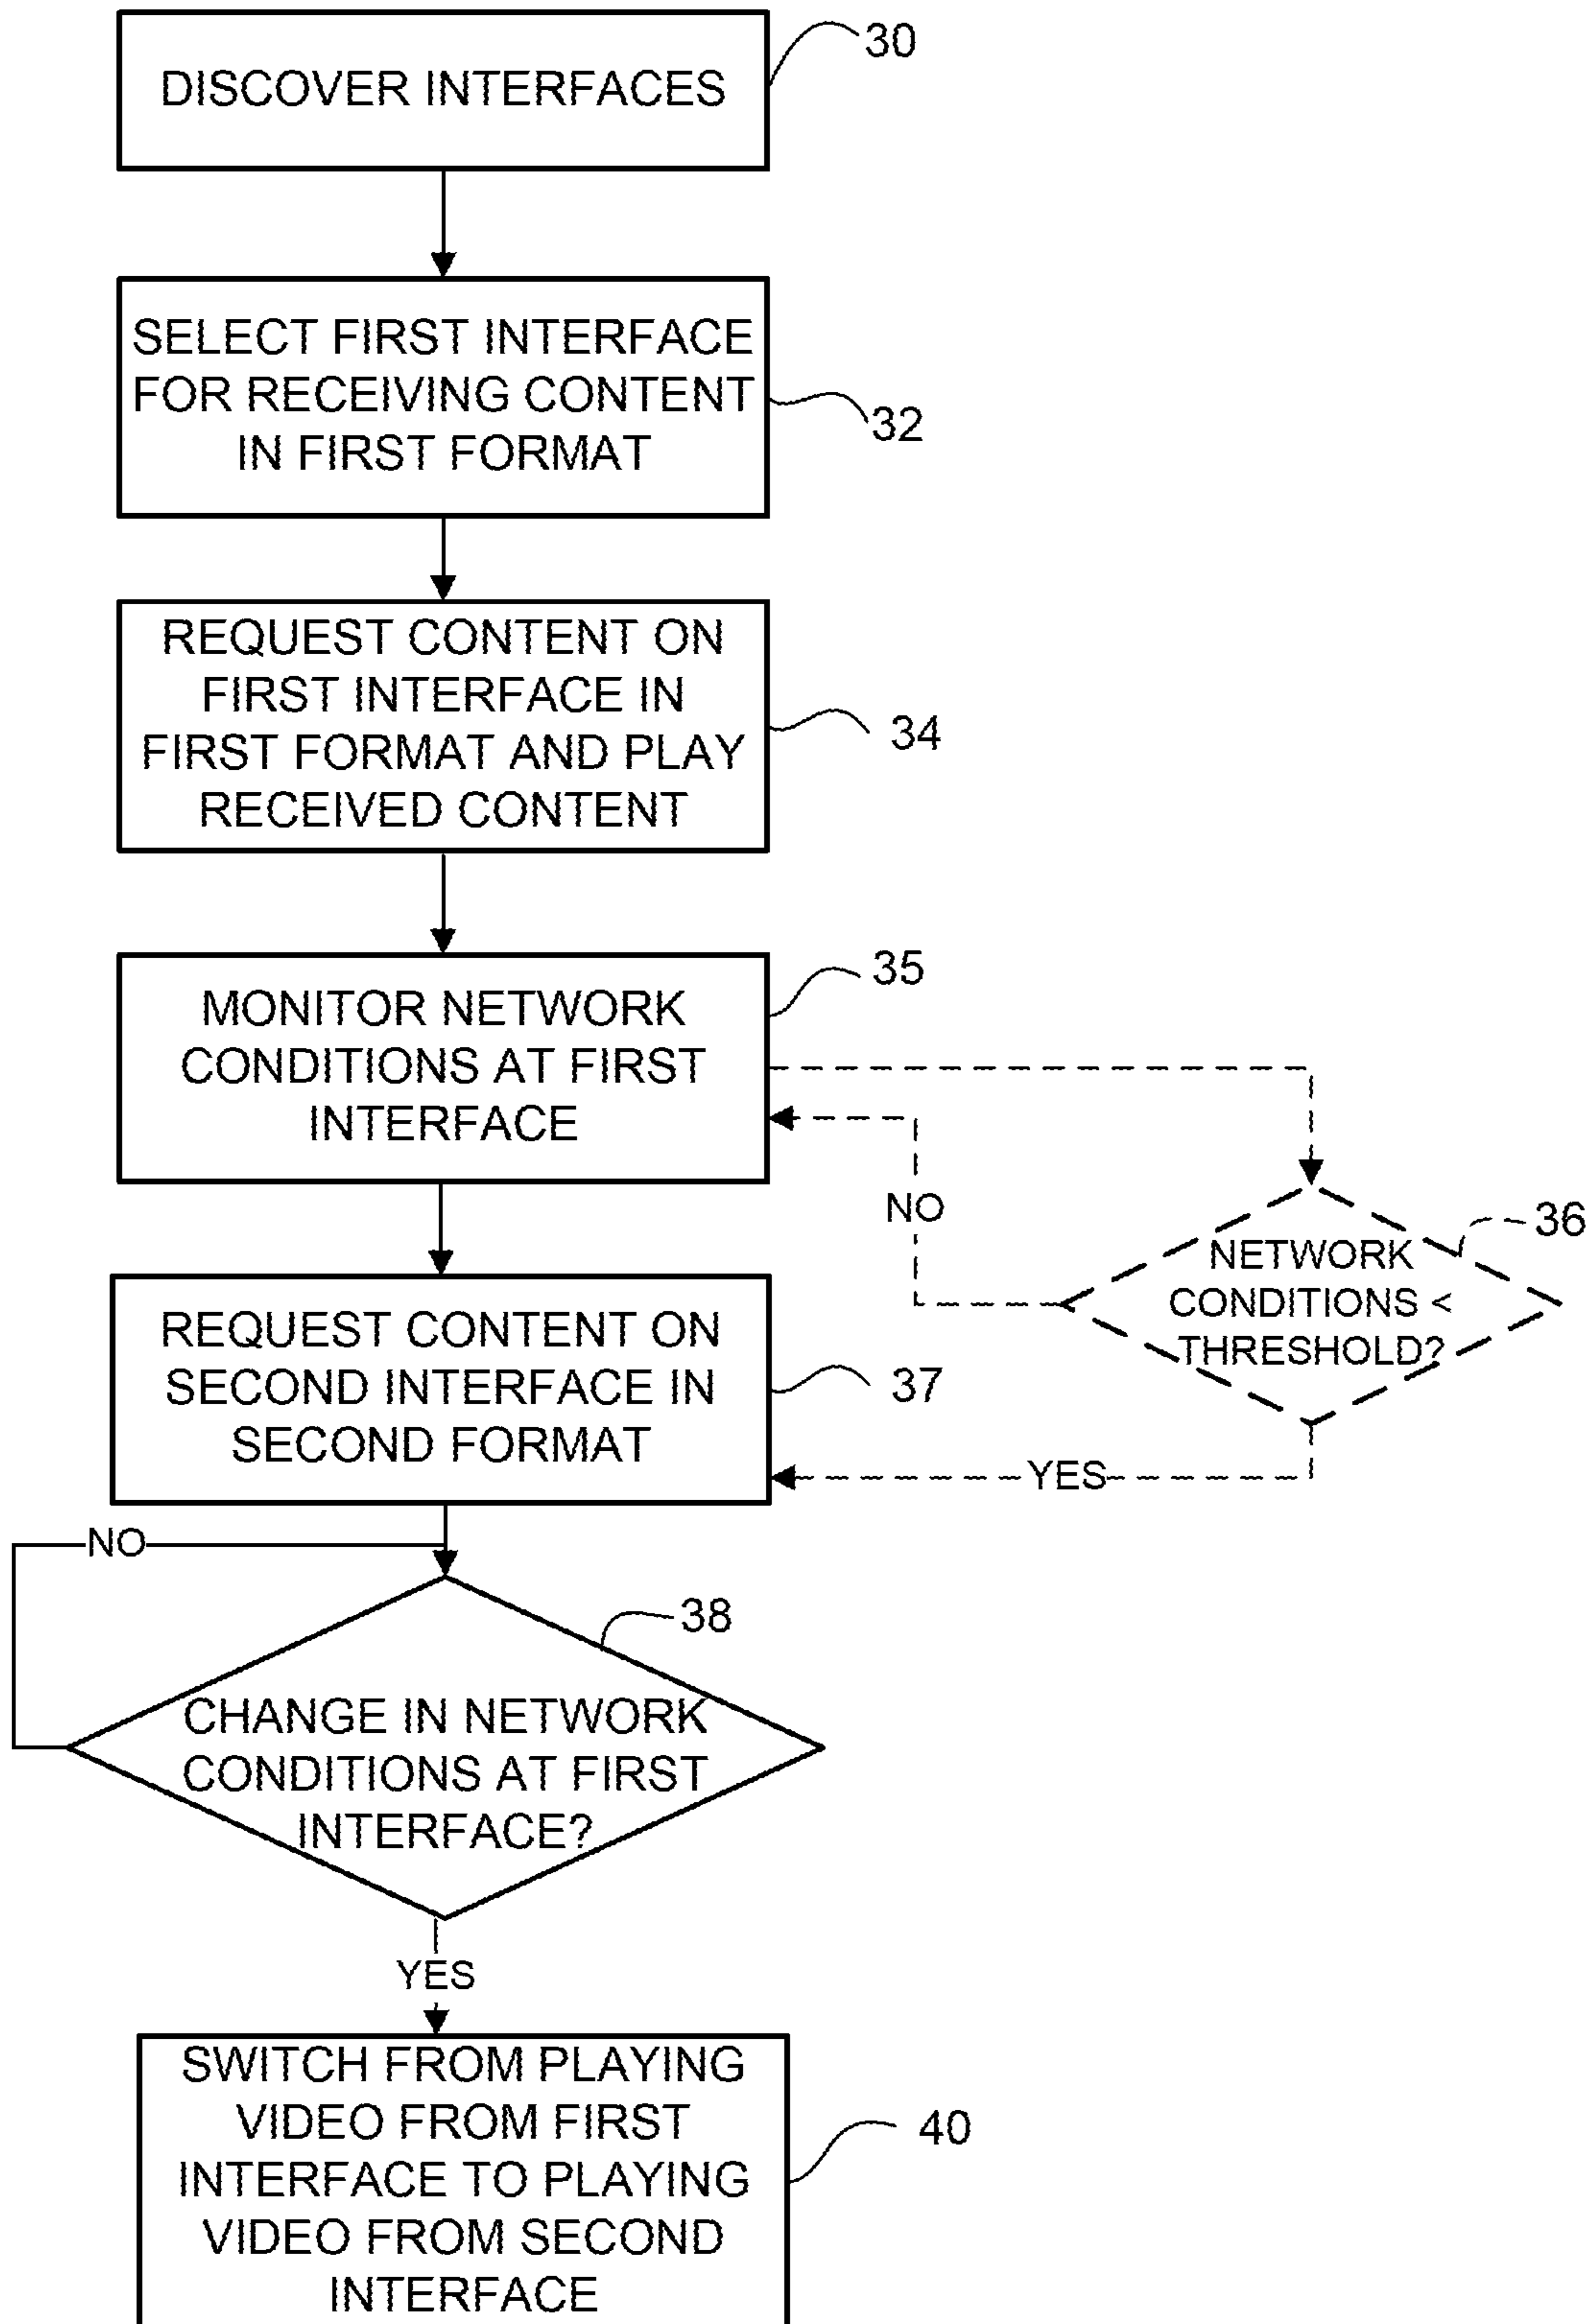 DISCOVER INTERFACES
30
SELECT FIRST INTERFACE
FOR RECEIVING CONTENT
IN FIRST FORMAT
32
REQUEST CONTENT ON
FIRST INTERFACE IN
FIRST FORMAT AND PLAY
RECEIVED CONTENT
34
MONITOR NETWORK
CONDITIONS AT FIRST
INTERFACE
35
NO
NETWORK
CONDITIONS <
THRESHOLD?
36
REQUEST CONTENT ON
SECOND INTERFACE IN
SECOND FORMAT
37
YES
NO
CHANGE IN NETWORK
CONDITIONS AT FIRST
INTERFACE?
38
YES
SWITCH FROM PLAYING
VIDEO FROM FIRST
INTERFACE TO PLAYING
VIDEO FROM SECOND
INTERFACE
40